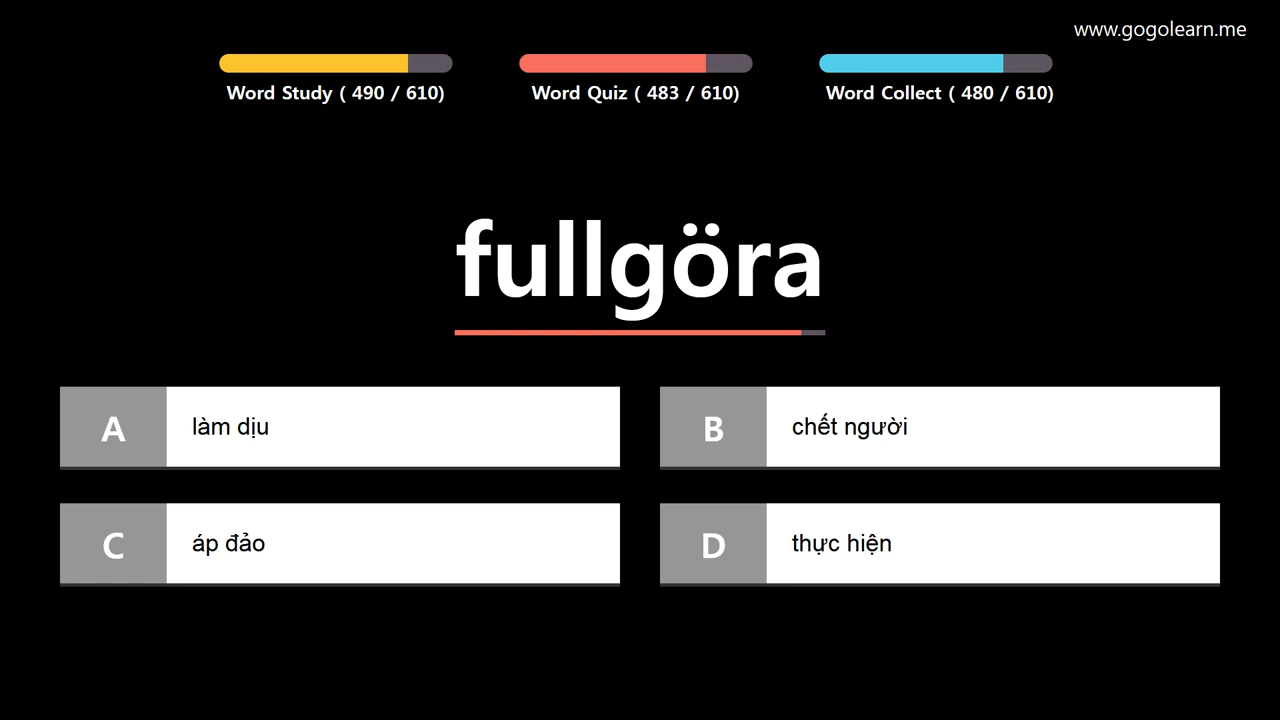 www.gogolearn.me
Word Study ( 490 / 610)
Word Quiz ( 483 / 610)
Word Collect ( 480 / 610)
fullgöra
A
làm dịu
B
chết người
C
áp đảo
D
thực hiện